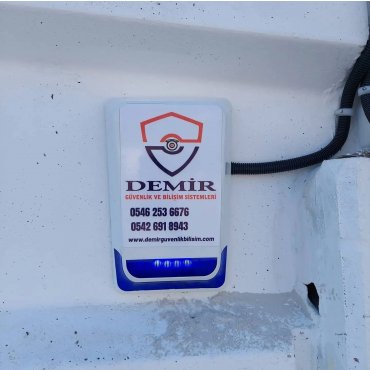 DEMİR
GÜVENLİK VE BİLİŞİM SİSTEMLERİ
0546 253 6676
0542 691 8943
www.demirguvenlikbilisim.com